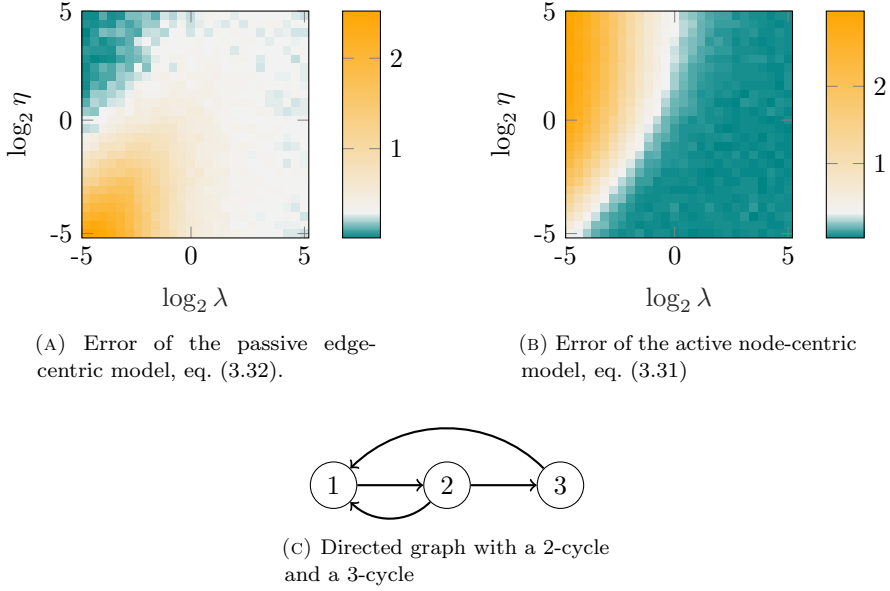 5
0
-5
-5
0
5
log₂ η
log₂ λ
2
1
5
0
-5
-5
0
5
log₂ η
log₂ λ
2
1
(A) Error of the passive edge-
centric model, eq. (3.32).
(B) Error of the active node-centric
model, eq. (3.31)
1
2
3
(C) Directed graph with a 2-cycle
and a 3-cycle